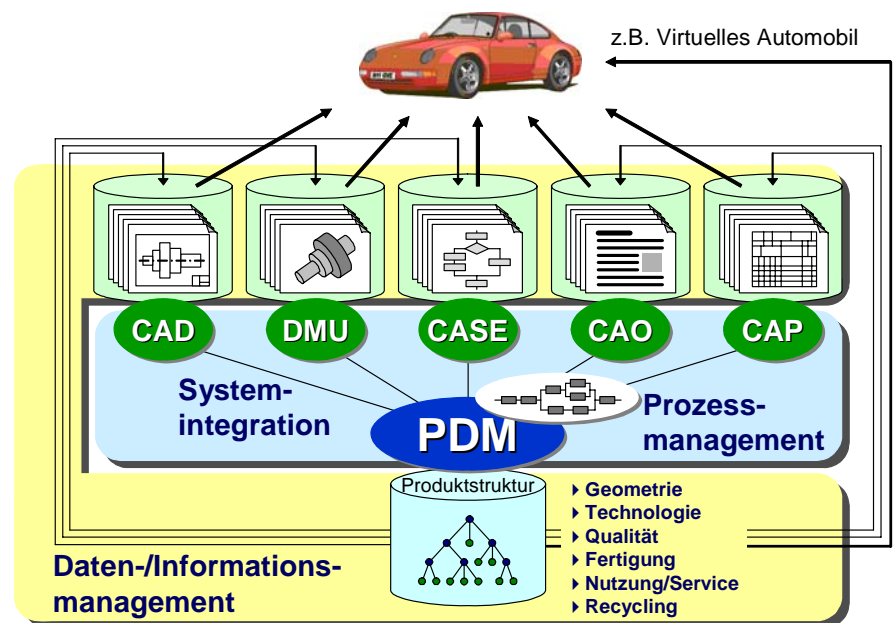 z.B. Virtuelles Automobil
CAD
DMU
CASE
CAO
CAP
System-
integration
PDM
Prozess-
management
Produktstruktur
Geometrie
Technologie
Qualität
Fertigung
Nutzung/Service
Recycling
Daten-/Informations-
management